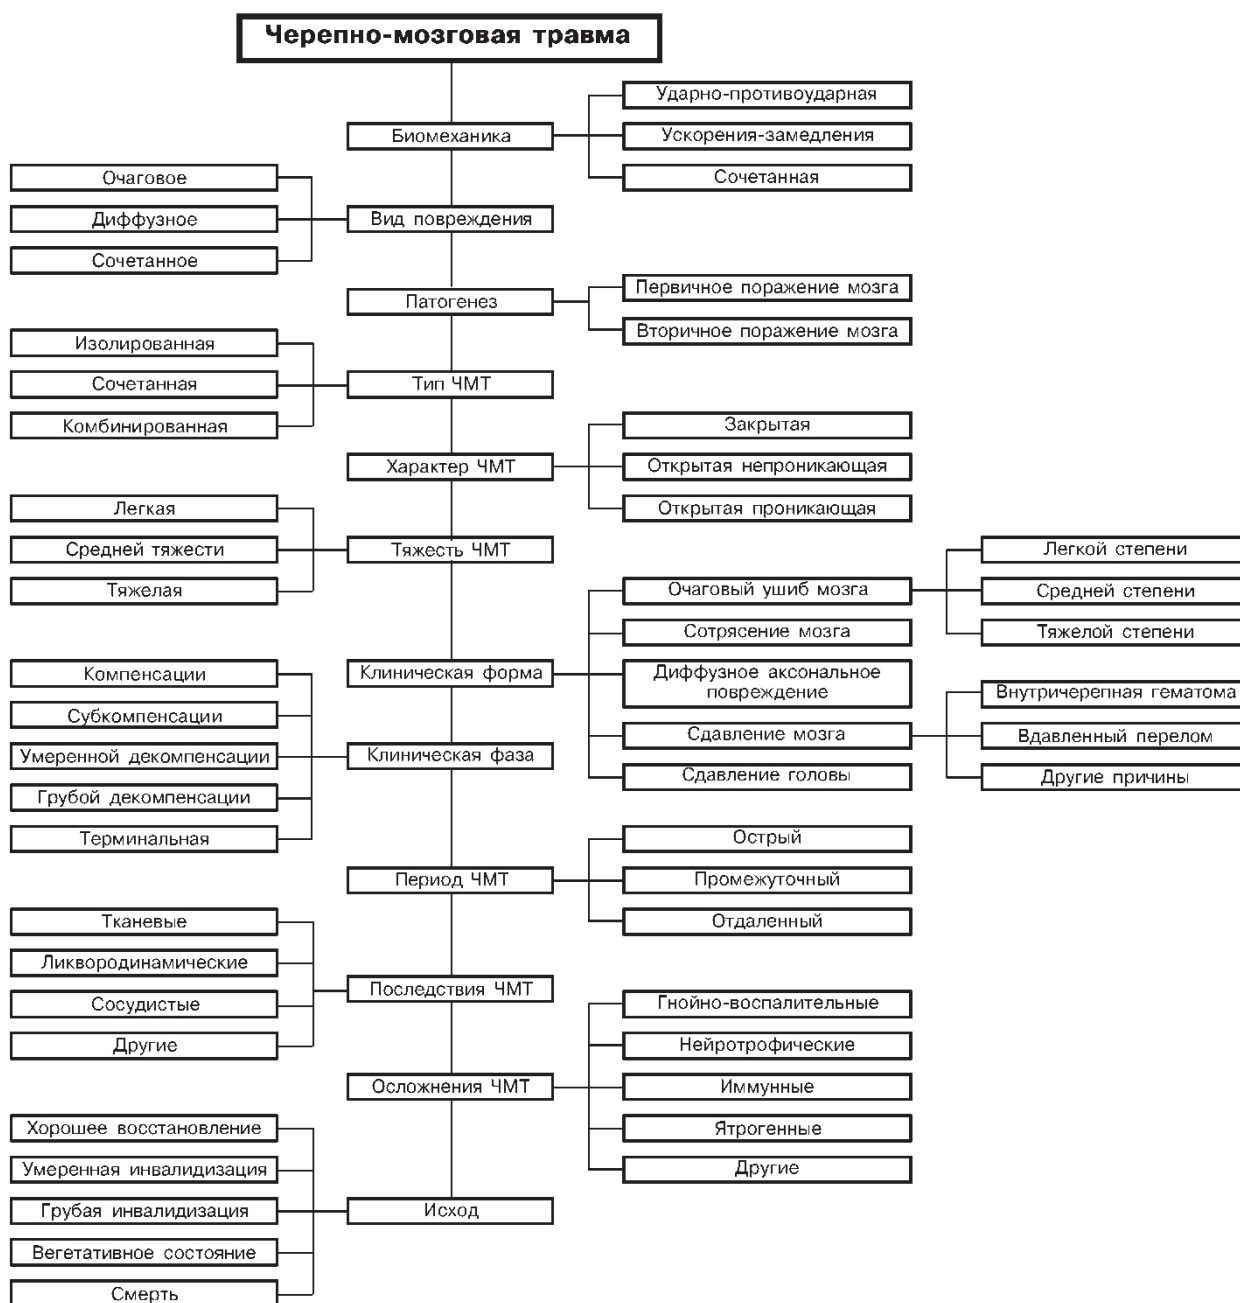 Черепно-мозговая травма
Биомеханика
Ударно-противоударная
Ускорения-замедления
Сочетанная
Вид повреждения
Очаговое
Диффузное
Сочетанное
Патогенез
Первичное поражение мозга
Вторичное поражение мозга
Тип ЧМТ
Изолированная
Сочетанная
Комбинированная
Характер ЧМТ
Закрытая
Открытая непроникающая
Открытая проникающая
Тяжесть ЧМТ
Легкая
Средней тяжести
Тяжелая
Клиническая форма
Очаговый ушиб мозга
Легкой степени
Средней степени
Тяжелой степени
Сотрясение мозга
Диффузное аксональное
повреждение
Сдавление мозга
Внутричерепная гематома
Вдавленный перелом
Другие причины
Сдавление головы
Клиническая фаза
Компенсации
Субкомпенсации
Умеренной декомпенсации
Грубой декомпенсации
Терминальная
Период ЧМТ
Острый
Промежуточный
Отдаленный
Последствия ЧМТ
Тканевые
Ликвородинамические
Сосудистые
Другие
Осложнения ЧМТ
Гнойно-воспалительные
Нейротрофические
Иммунные
Ятрогенные
Другие
Исход
Хорошее восстановление
Умеренная инвалидизация
Грубая инвалидизация
Вегетативное состояние
Смерть